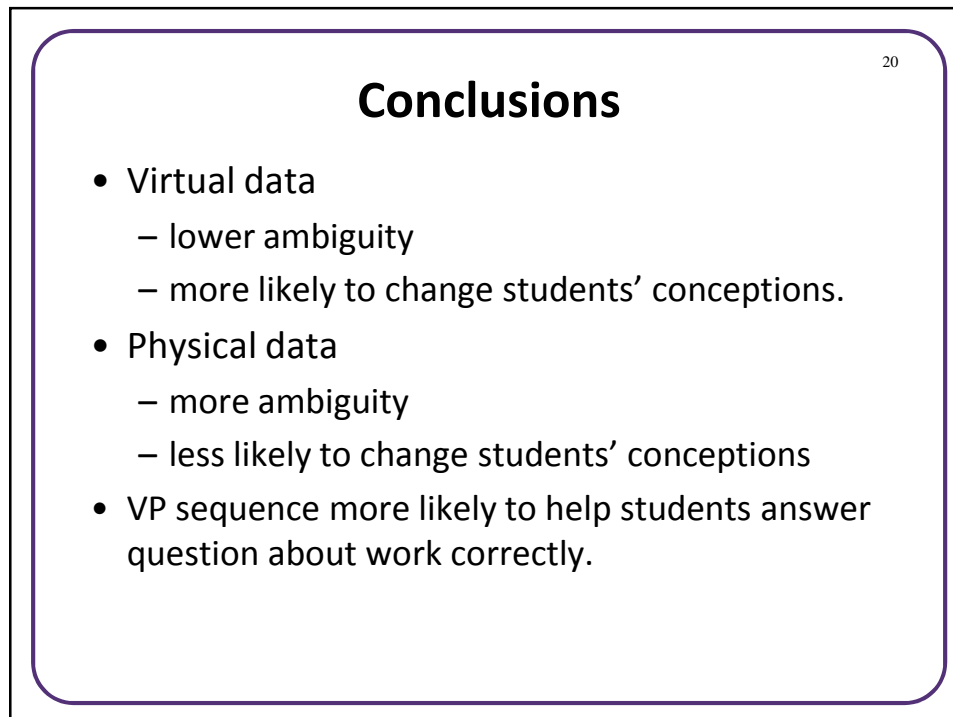 20
Conclusions
• Virtual data
– lower ambiguity
– more likely to change students’ conceptions.
• Physical data
– more ambiguity
– less likely to change students’ conceptions
• VP sequence more likely to help students answer
question about work correctly.